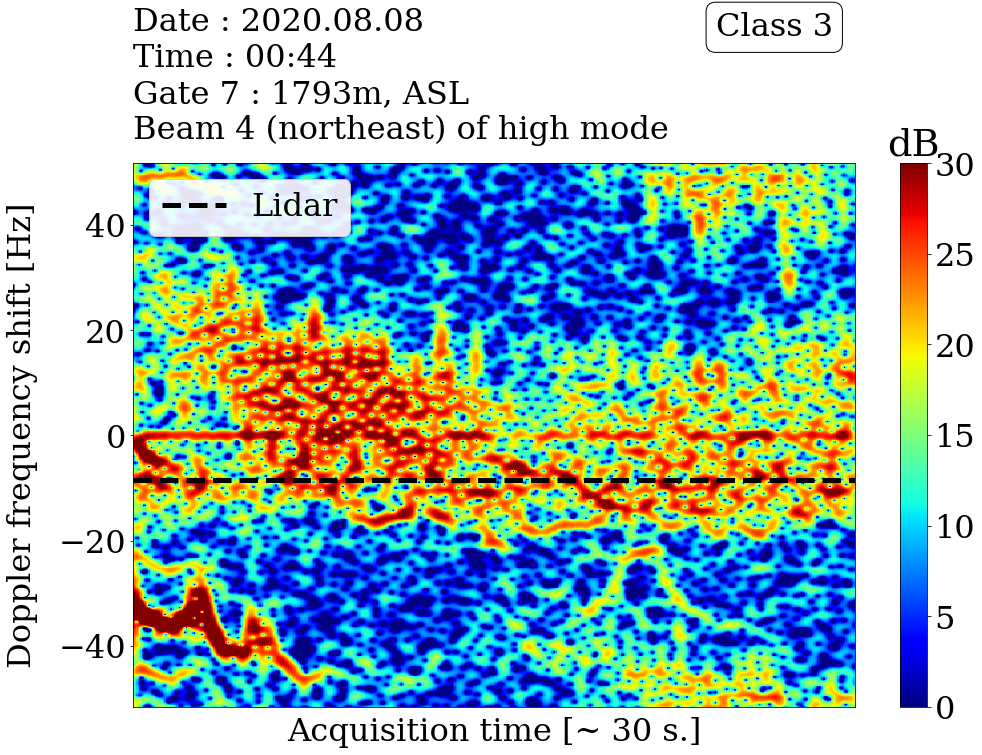 Date : 2020.08.08
Time : 00:44
Gate 7 : 1793m, ASL
Beam 4 (northeast) of high mode
Class 3
dB
Lidar
Doppler frequency shift [Hz]
40
20
0
−20
−40
30
25
20
15
10
5
0
Acquisition time [~ 30 s.]